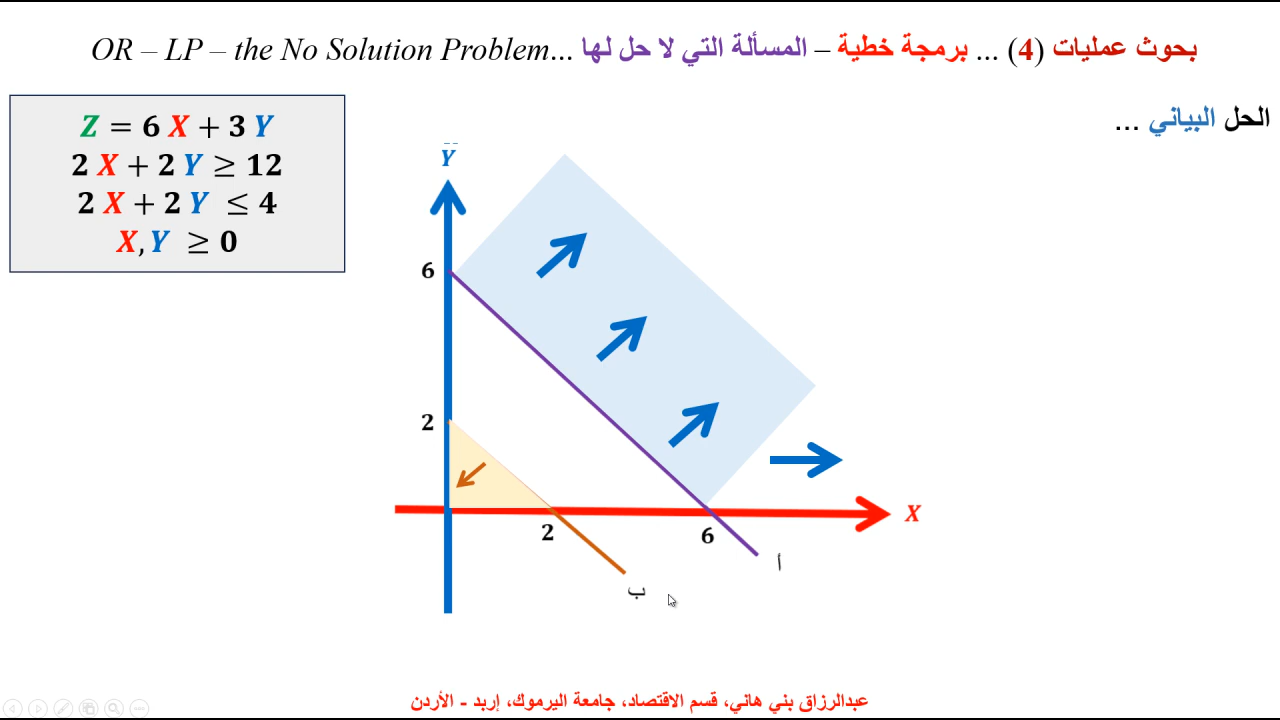 بحوث عمليات (4) ... برمجة خطية – المسألة التي لا حل لها ...OR – LP – the No Solution Problem
الحل البياني ...
Z = 6 X + 3 Y
2 X + 2 Y ≥ 12
2 X + 2 Y ≤ 4
X, Y ≥ 0
Y
6
2
X
2
6
أ
ب
عبدالرزاق بني هاني، قسم الاقتصاد، جامعة اليرموك، إربد - الأردن